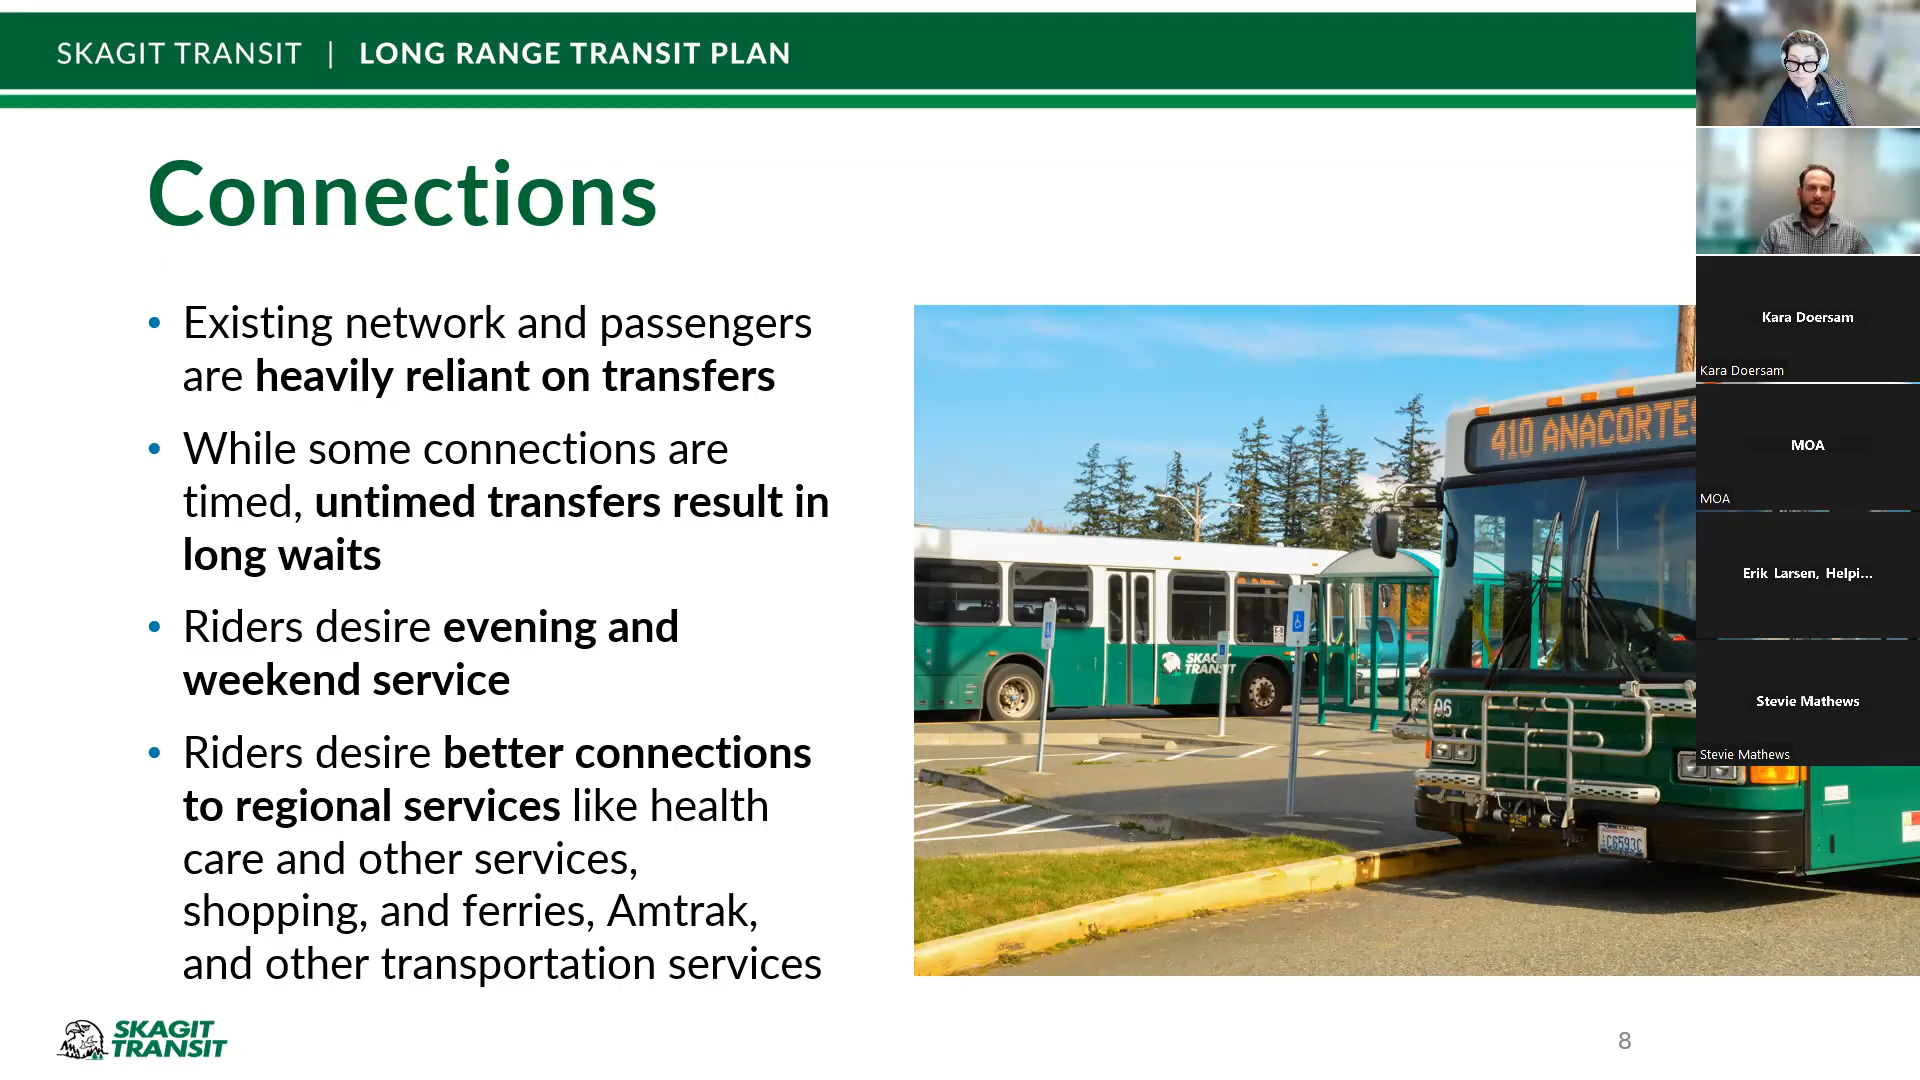 SKAGIT TRANSIT | LONG RANGE TRANSIT PLAN
Connections
• Existing network and passengers
are heavily reliant on transfers
• While some connections are
timed, untimed transfers result in
long waits
• Riders desire evening and
weekend service
• Riders desire better connections
to regional services like health
care and other services,
shopping, and ferries, Amtrak,
and other transportation services
410 ANACORTES
SKAGIT
TRANSIT
96
C6593C
SKAGIT
TRANSIT
8
Kara Doersam
Kara Doersam
MOA
MOA
Erik Larsen, Helpi...
Stevie Mathews
Stevie Mathews